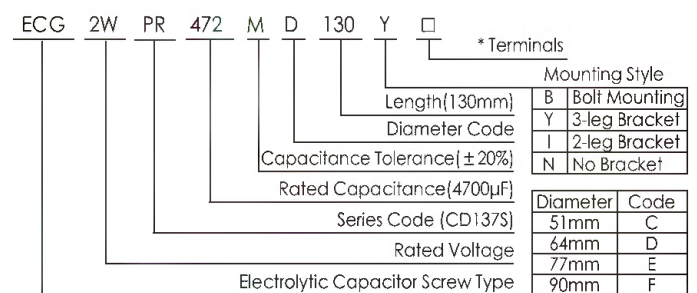 ECG 2W PR 472 M D 130 Y □
* Terminals
Mounting Style
B Bolt Mounting
Y 3-leg Bracket
I 2-leg Bracket
N No Bracket
Length(130mm)
Diameter Code
Capacitance Tolerance(±20%)
Rated Capacitance(4700µF)
Series Code (CD137S)
Rated Voltage
Electrolytic Capacitor Screw Type
Diameter Code
51mm C
64mm D
77mm E
90mm F